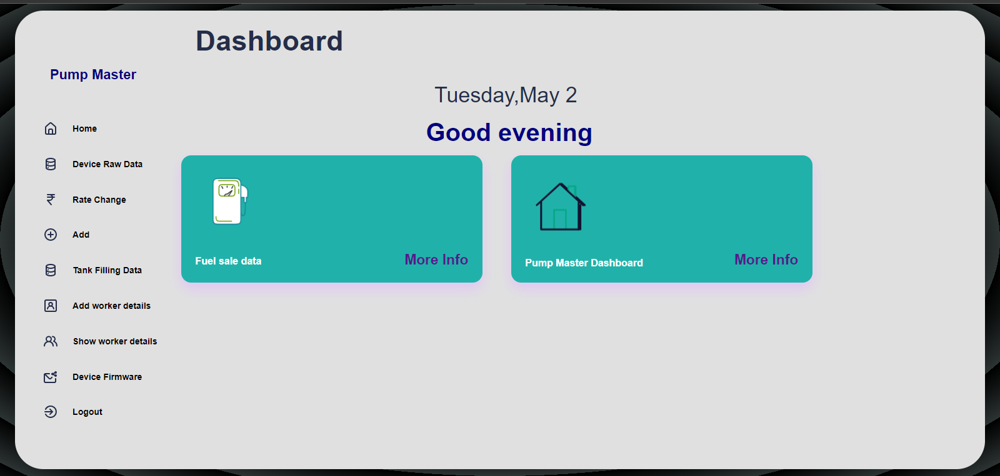 Dashboard
Pump Master
Tuesday,May 2
Good evening
Home
Device Raw Data
Rate Change
Add
Tank Filling Data
Add worker details
Show worker details
Device Firmware
Logout
Fuel sale data
More Info
Pump Master Dashboard
More Info